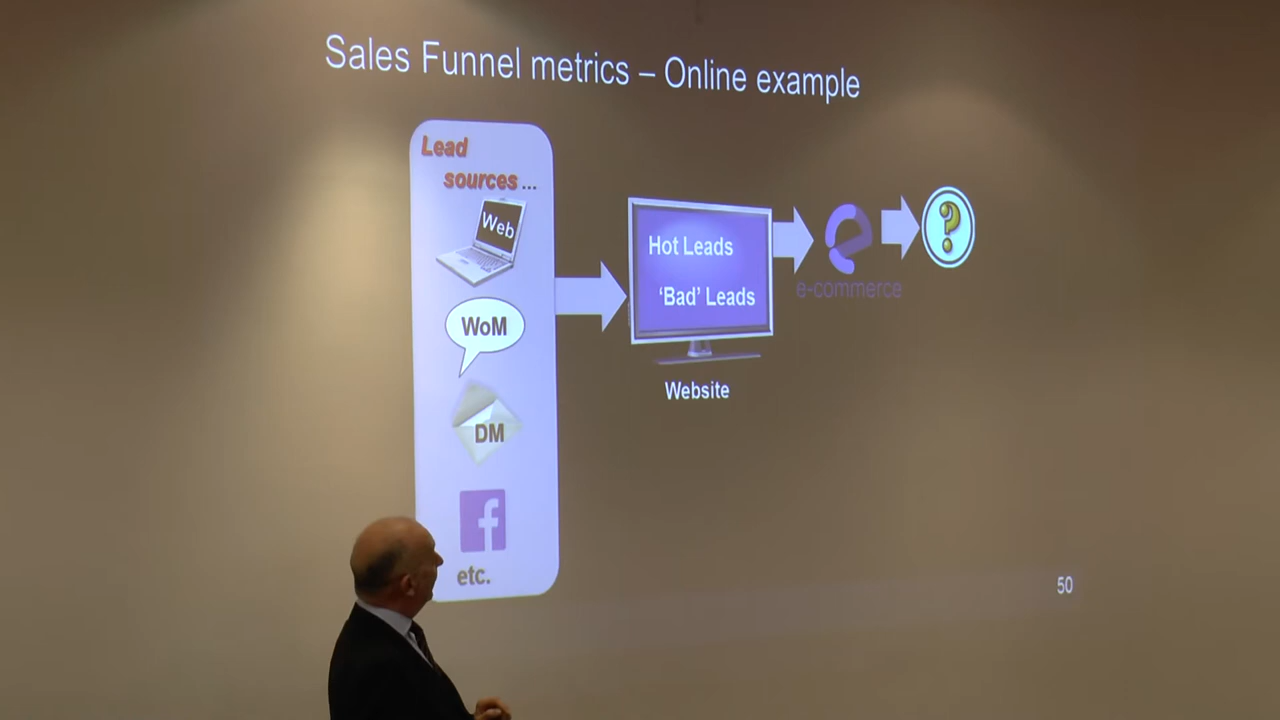 Sales Funnel metrics – Online example
Lead
sources ...
Web
WoM
DM
f
etc.
Hot Leads
‘Bad’ Leads
Website
e-commerce
?
50